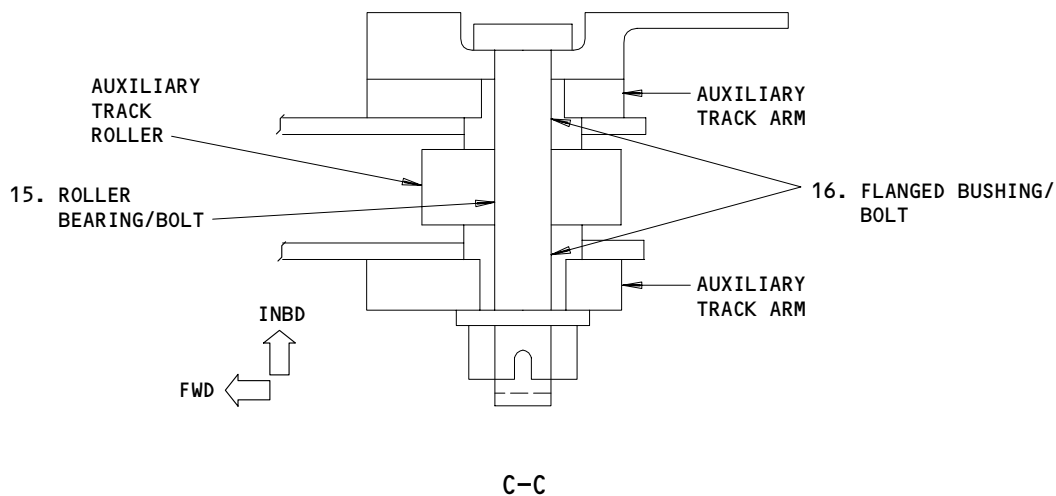 AUXILIARY
TRACK
ROLLER
15. ROLLER
BEARING/BOLT
AUXILIARY
TRACK ARM
16. FLANGED BUSHING/
BOLT
AUXILIARY
TRACK ARM
INBD
FWD
C-C